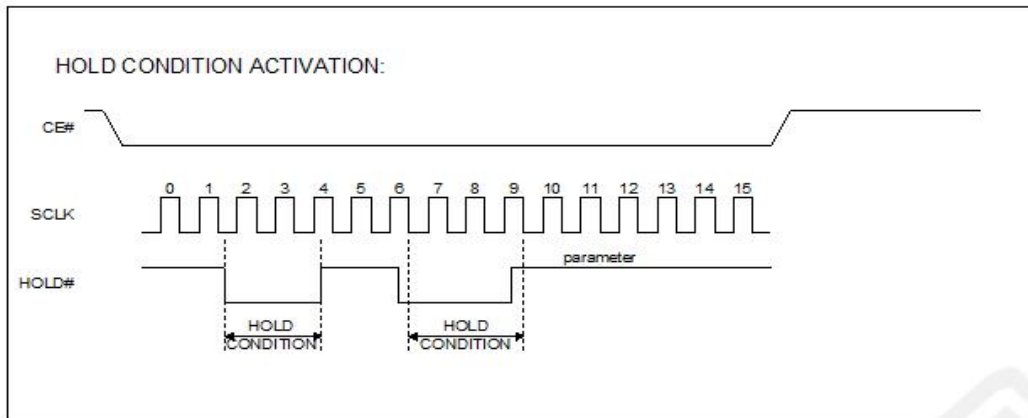 HOLD CONDITION ACTIVATION:
CE#
0 1 2 3 4 5 6 7 8 9 10 11 12 13 14 15
SCLK
parameter
HOLD#
HOLD HOLD
CONDITION CONDITION